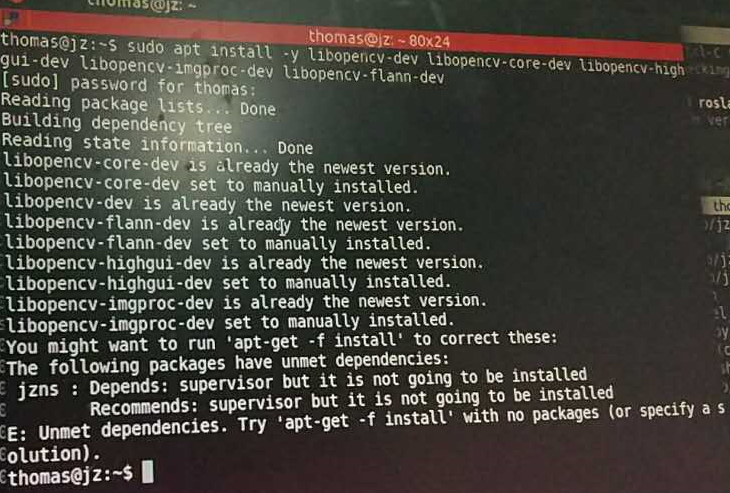 thomas@jz: ~
thomas@jz: ~ 80x24
thomas@jz:~$ sudo apt install -y libopencv-dev libopencv-core-dev libopencv-high
gui-dev libopencv-imgproc-dev libopencv-flann-dev
[sudo] password for thomas:
Reading package lists... Done
Building dependency tree
Reading state information... Done
libopencv-core-dev is already the newest version.
libopencv-core-dev set to manually installed.
libopencv-dev is already the newest version.
libopencv-flann-dev is already the newest version.
libopencv-flann-dev set to manually installed.
libopencv-highgui-dev is already the newest version.
libopencv-highgui-dev set to manually installed.
libopencv-imgproc-dev is already the newest version.
libopencv-imgproc-dev set to manually installed.
You might want to run 'apt-get -f install' to correct these:
The following packages have unmet dependencies:
jzns : Depends: supervisor but it is not going to be installed
Recommends: supervisor but it is not going to be installed
E: Unmet dependencies. Try 'apt-get -f install' with no packages (or specify a s
olution).
thomas@jz:~$